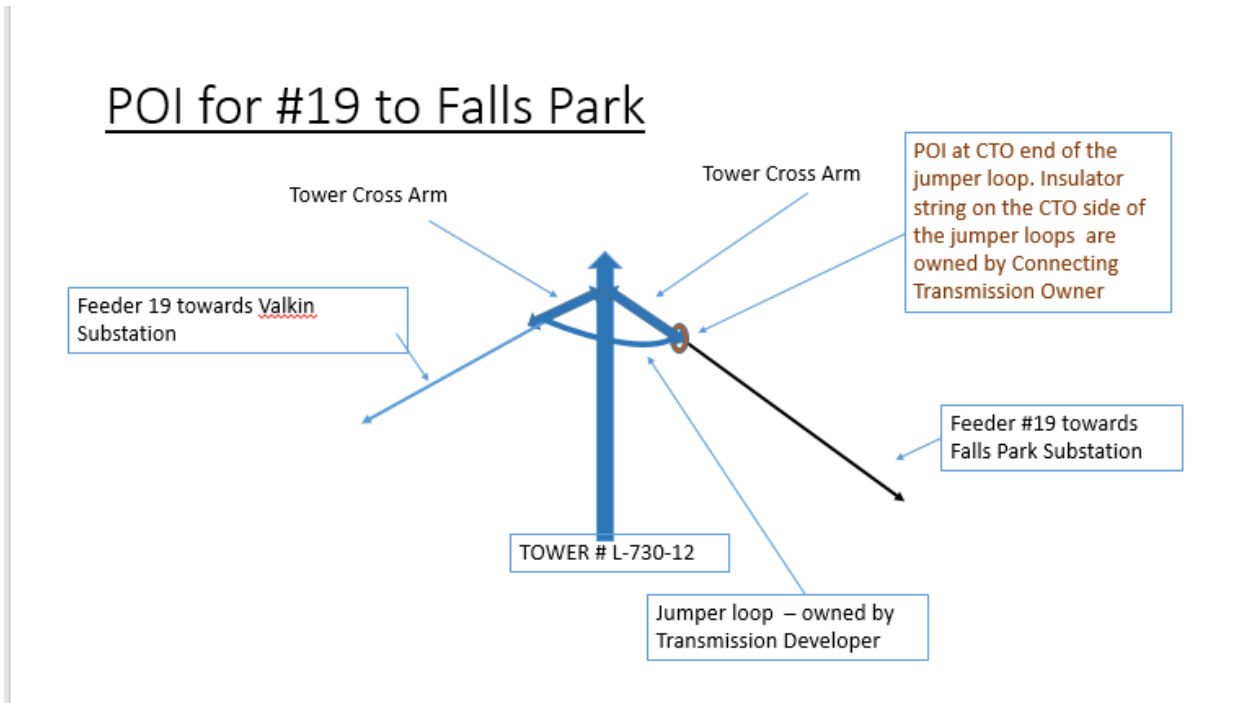 POI for #19 to Falls Park
Tower Cross Arm
Tower Cross Arm
POI at CTO end of the
jumper loop. Insulator
string on the CTO side of
the jumper loops  are
owned by Connecting
Transmission Owner
Feeder 19 towards Valkin
Substation
Feeder #19 towards
Falls Park Substation
TOWER # L-730-12
Jumper loop  – owned by
Transmission Developer